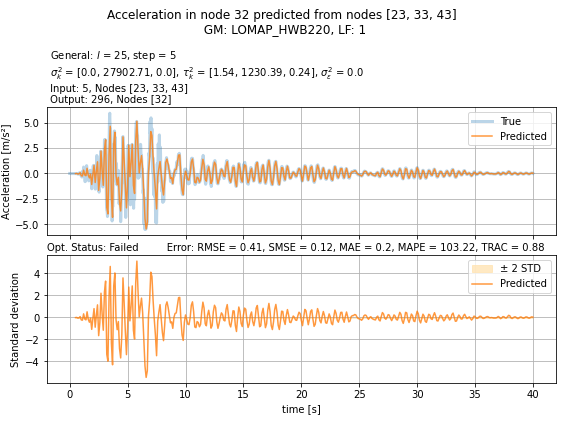 Acceleration in node 32 predicted from nodes [23, 33, 43]
GM: LOMAP_HWB220, LF: 1
General: l = 25, step = 5
σ²ₖ = [0.0, 27902.71, 0.0], τ²ₖ = [1.54, 1230.39, 0.24], σ²ε = 0.0
Input: 5, Nodes [23, 33, 43]
Output: 296, Nodes [32]
Acceleration [m/s²]
5.0
2.5
0.0
−2.5
−5.0
True
Predicted
Opt. Status: Failed
Error: RMSE = 0.41, SMSE = 0.12, MAE = 0.2, MAPE = 103.22, TRAC = 0.88
Standard deviation
4
2
0
−2
−4
± 2 STD
Predicted
0 5 10 15 20 25 30 35 40
time [s]